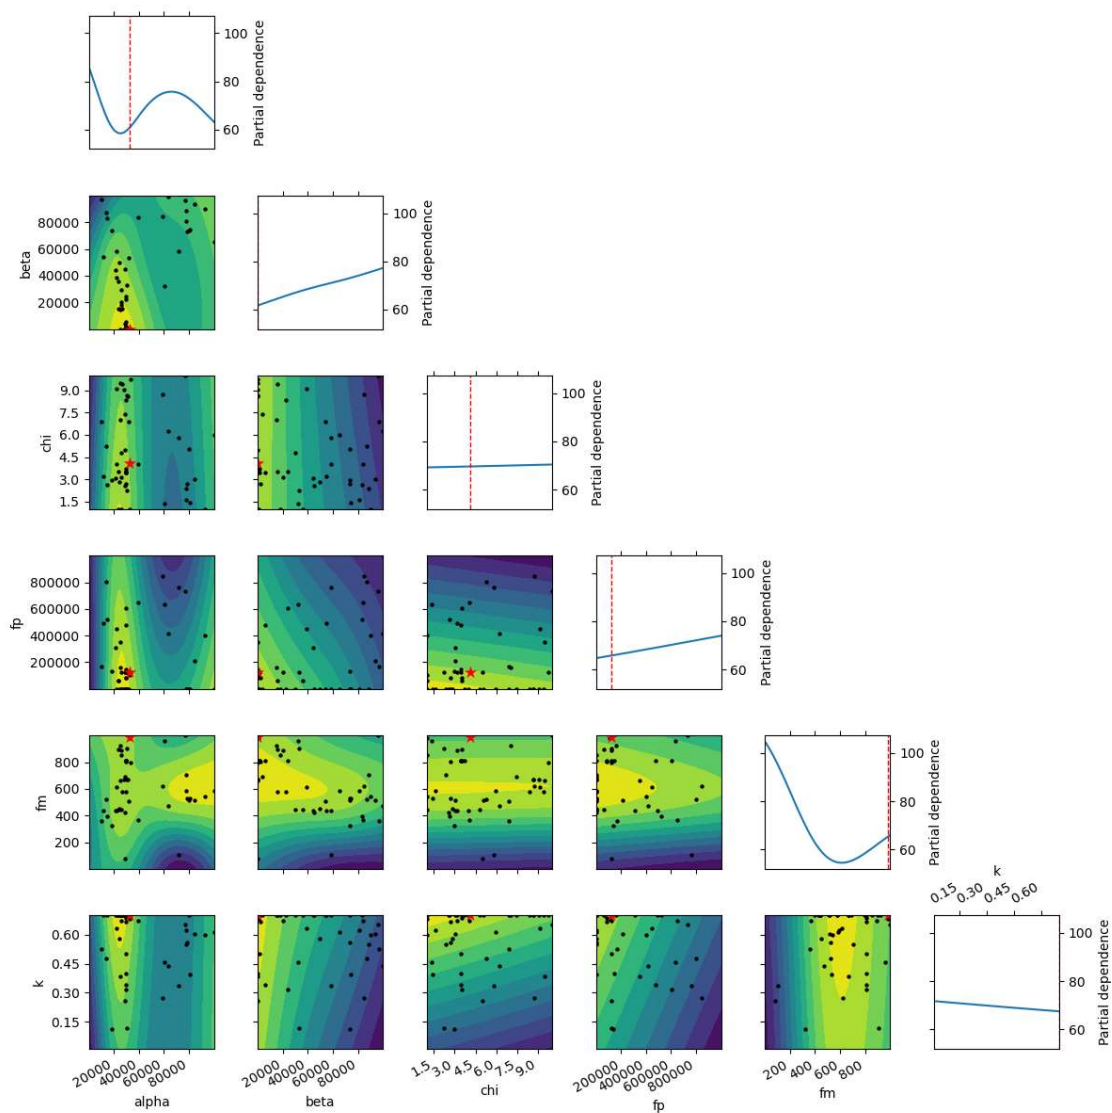 100
80
60
Partial dependence
beta
80000
60000
40000
20000
100
80
60
Partial dependence
chi
9.0
7.5
6.0
4.5
3.0
1.5
100
80
60
Partial dependence
fp
800000
600000
400000
200000
100
80
60
Partial dependence
fm
800
600
400
200
100
80
60
Partial dependence
k
0.15 0.30 0.45 0.60
k
0.60
0.45
0.30
0.15
100
80
60
Partial dependence
20000 40000 60000 80000
alpha
20000 40000 60000 80000
beta
1.5 3.0 4.5 6.0 7.5 9.0
chi
200000 400000 600000 800000
fp
200 400 600 800
fm